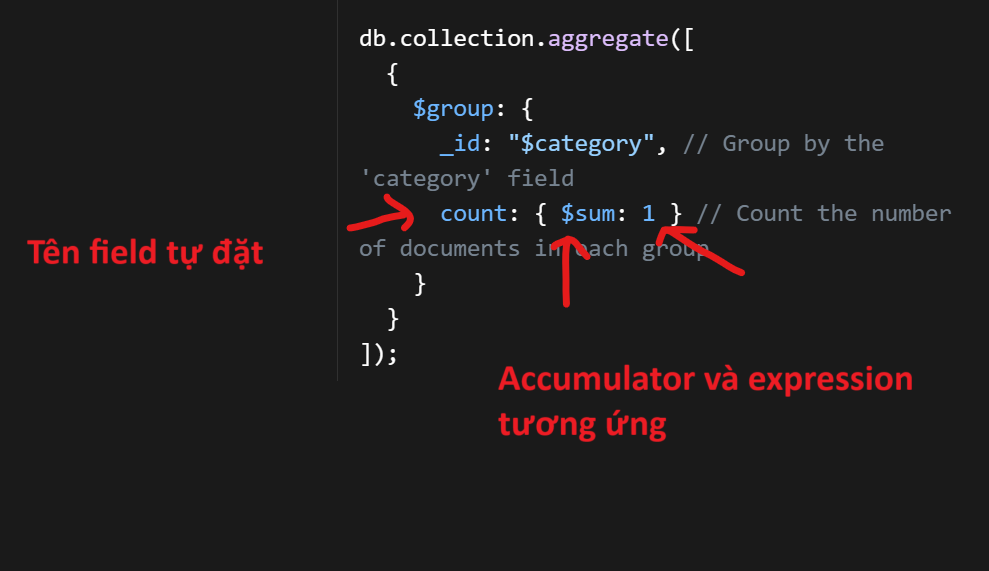 db.collection.aggregate([
{
$group: {
_id: "$category", // Group by the
'category' field
count: { $sum: 1 } // Count the number
Tên field tự đặt
of documents in each group
}
}
]);
Accumulator và expression
tương ứng